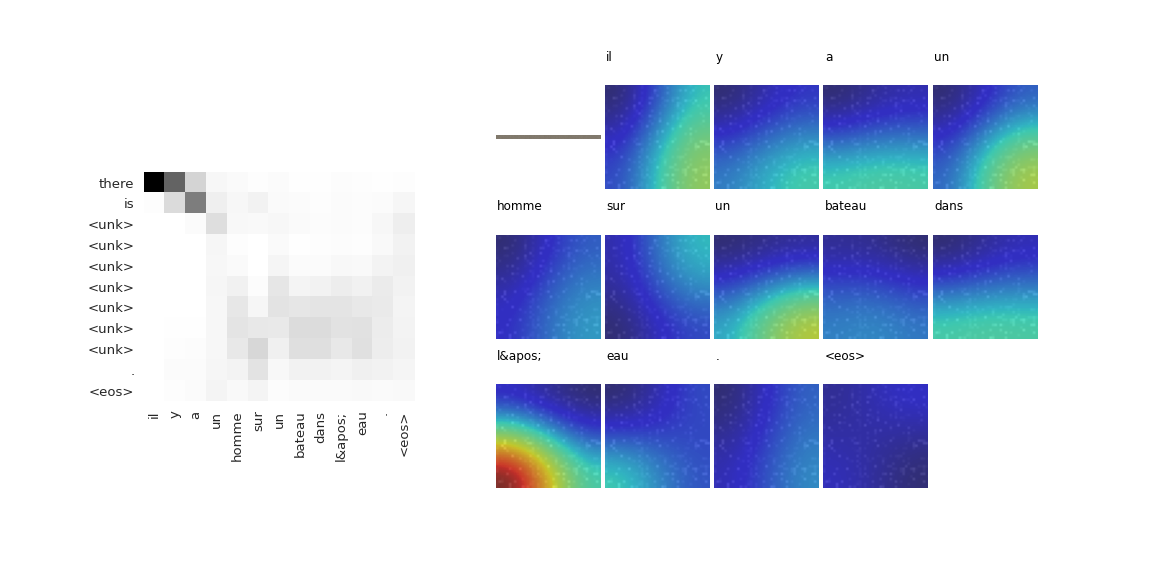 il y a un
there
is
<unk>
<unk>
<unk>
<unk>
<unk>
<unk>
<unk>
.
<eos>
il y a un homme sur un bateau dans l&apos; eau . <eos>
homme sur un bateau dans
l&apos; eau . <eos>